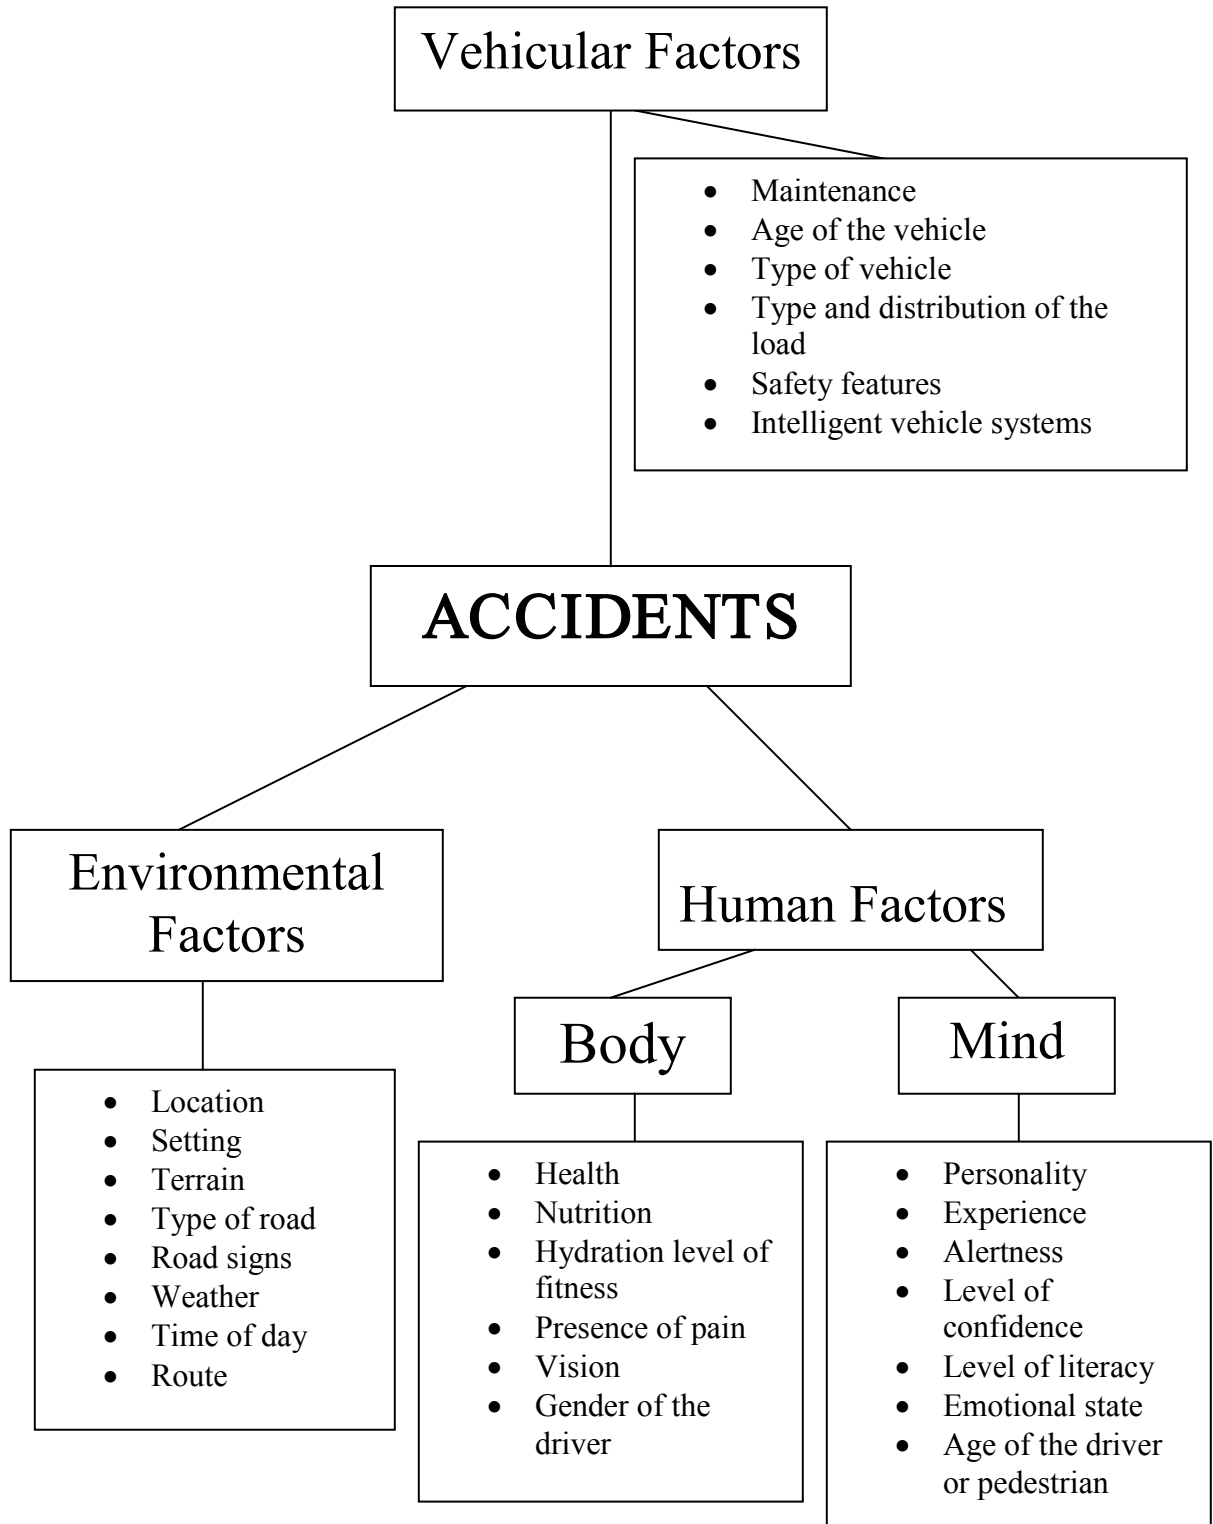 Vehicular Factors
• Maintenance
• Age of the vehicle
• Type of vehicle
• Type and distribution of the
load
• Safety features
• Intelligent vehicle systems
ACCIDENTS
Environmental
Factors
Human Factors
Body
Mind
• Location
• Setting
• Terrain
• Type of road
• Road signs
• Weather
• Time of day
• Route
• Health
• Nutrition
• Hydration level of
fitness
• Presence of pain
• Vision
• Gender of the
driver
• Personality
• Experience
• Alertness
• Level of
confidence
• Level of literacy
• Emotional state
• Age of the driver
or pedestrian